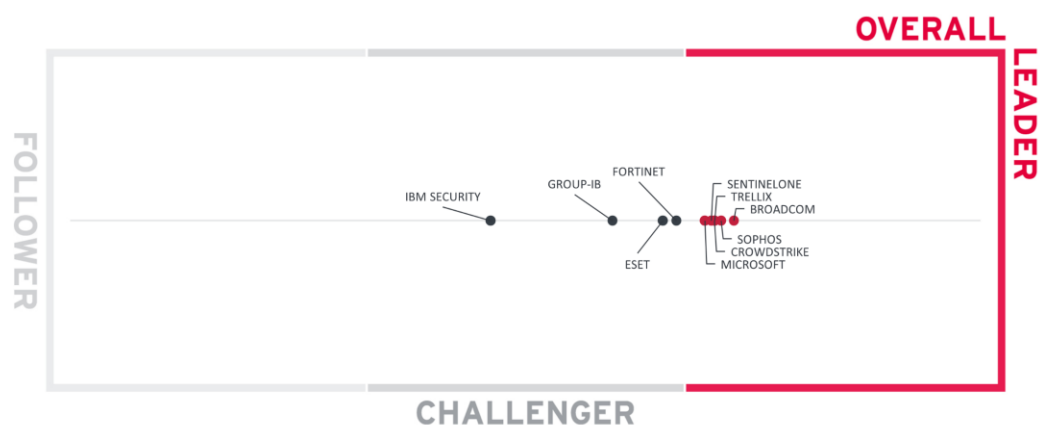 OVERALL
LEADER
FOLLOWER
FORTINET
GROUP-IB
SENTINELONE
IBM SECURITY
TRELLIX
BROADCOM
SOPHOS
CROWDSTRIKE
ESET
MICROSOFT
CHALLENGER